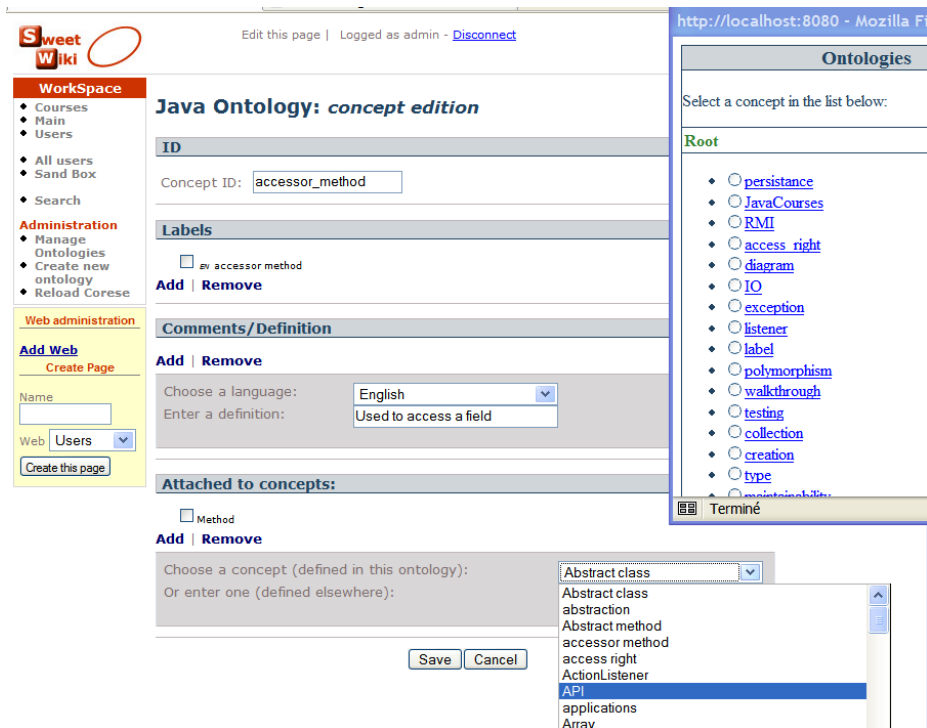 Sweet
Wiki
Edit this page | Logged as admin - Disconnect
WorkSpace
Courses
Main
Users
All users
Sand Box
Search
Administration
Manage
Ontologies
Create new
ontology
Reload Corese
Web administration
Add Web
Create Page
Name
Web Users
Create this page
Java Ontology: concept edition
ID
Concept ID: accessor_method
Labels
EN accessor method
Add | Remove
Comments/Definition
Add | Remove
Choose a language: English
Enter a definition: Used to access a field
Attached to concepts:
Method
Add | Remove
Choose a concept (defined in this ontology): Abstract class
Or enter one (defined elsewhere):
Abstract class
abstraction
Abstract method
accessor method
access right
ActionListener
API
applications
Array
Save Cancel
http://localhost:8080 - Mozilla Fi
Ontologies
Select a concept in the list below:
Root
persistance
JavaCourses
RMI
access_right
diagram
IO
exception
listener
label
polymorphism
walkthrough
testing
collection
creation
type
maintainability
Terminé